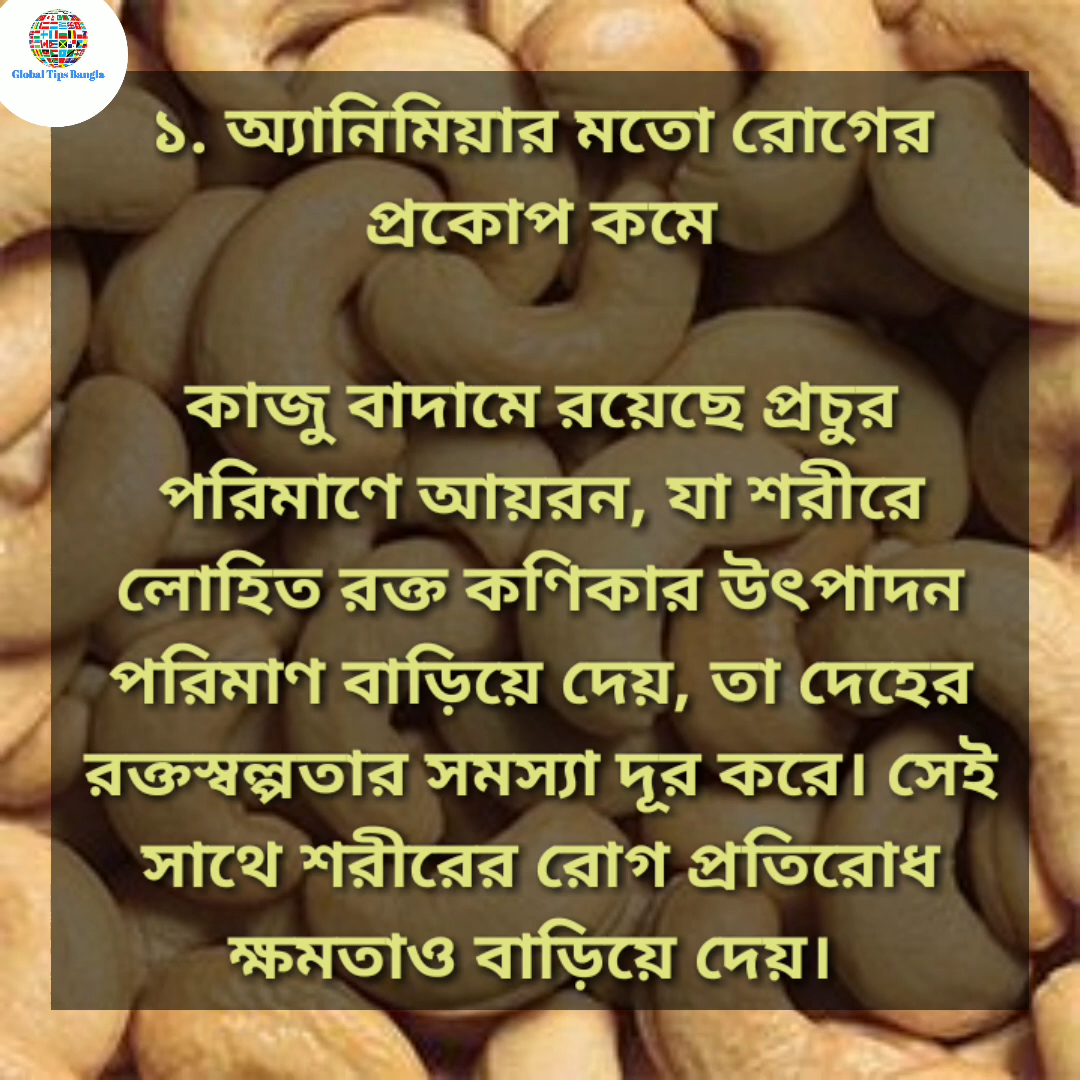 Global Tips Bangla
১. অ্যানিমিয়ার মতো রোগের
প্রকোপ কমে
কাজু বাদামে রয়েছে প্রচুর
পরিমাণে আয়রন, যা শরীরে
লোহিত রক্ত কণিকার উৎপাদন
পরিমাণ বাড়িয়ে দেয়, তা দেহের
রক্তস্বল্পতার সমস্যা দূর করে। সেই
সাথে শরীরের রোগ প্রতিরোধ
ক্ষমতাও বাড়িয়ে দেয়।